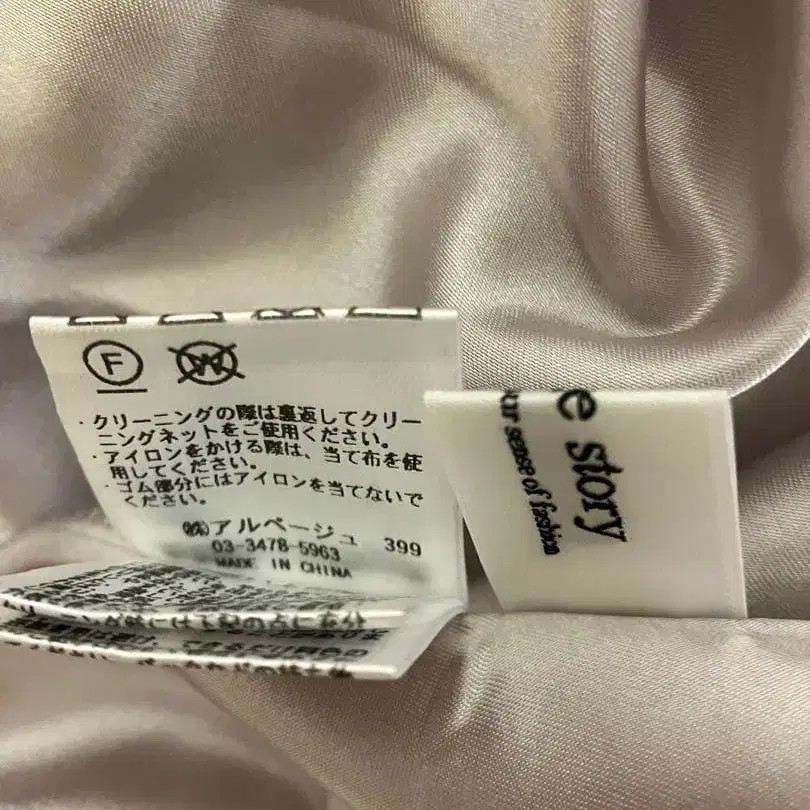 F W
・クリーニングの際は裏返してクリー
ニングネットをご使用ください。
・アイロンをかける際は、当て布を使
用してください。
・ゴム部分にはアイロンを当てないで
ください。
㈱アルページュ 399
03-3478-5963
MADE IN CHINA
e story
our sense of fashion